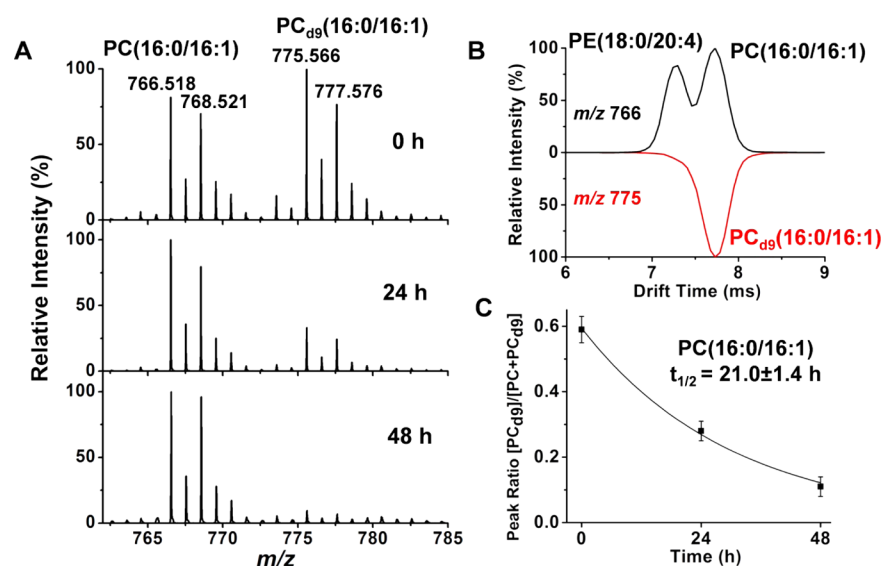 A
PC(16:0/16:1)
PCd9(16:0/16:1)
766.518
768.521
775.566
777.576
0 h
100
75
50
25
0
24 h
100
50
0
48 h
100
50
0
765
770
775
780
785
Relative Intensity (%)
m/z
B
PE(18:0/20:4)
PC(16:0/16:1)
m/z 766
m/z 775
PCd9(16:0/16:1)
100
50
0
50
100
6
7
8
9
Relative Intensity (%)
Drift Time (ms)
C
PC(16:0/16:1)
t1/2 = 21.0±1.4 h
0.6
0.4
0.2
0.0
0
24
48
Peak Ratio [PCd9]/[PC+PCd9]
Time (h)